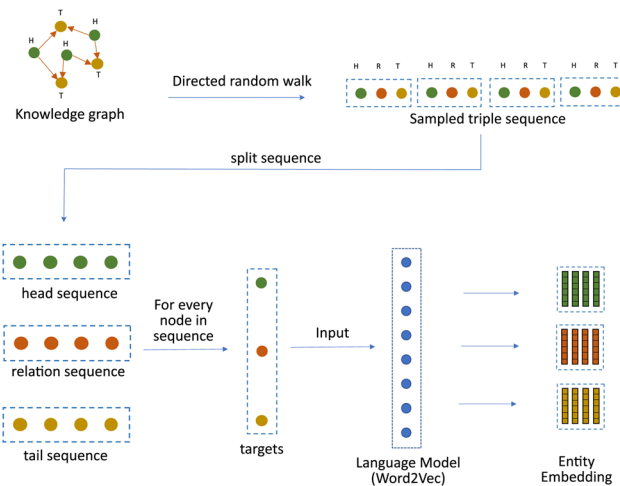 T
H
H
H
T
T
Knowledge graph
Directed random walk
H R T H R T H R T H R T
Sampled triple sequence
split sequence
head sequence
relation sequence
tail sequence
For every
node in
sequence
targets
Input
Language Model
(Word2Vec)
Entity
Embedding